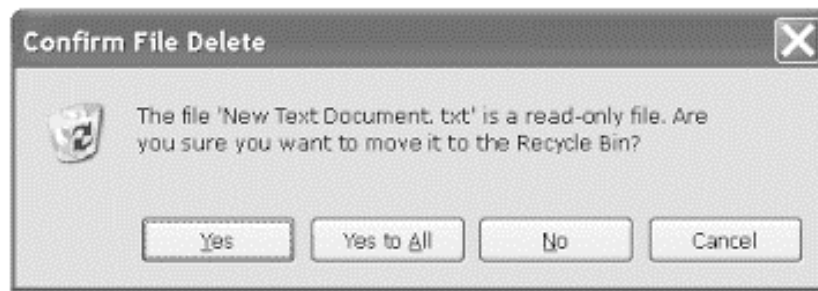 Confirm File Delete
The file 'New Text Document. txt' is a read-only file. Are
you sure you want to move it to the Recycle Bin?
Yes Yes to All No Cancel